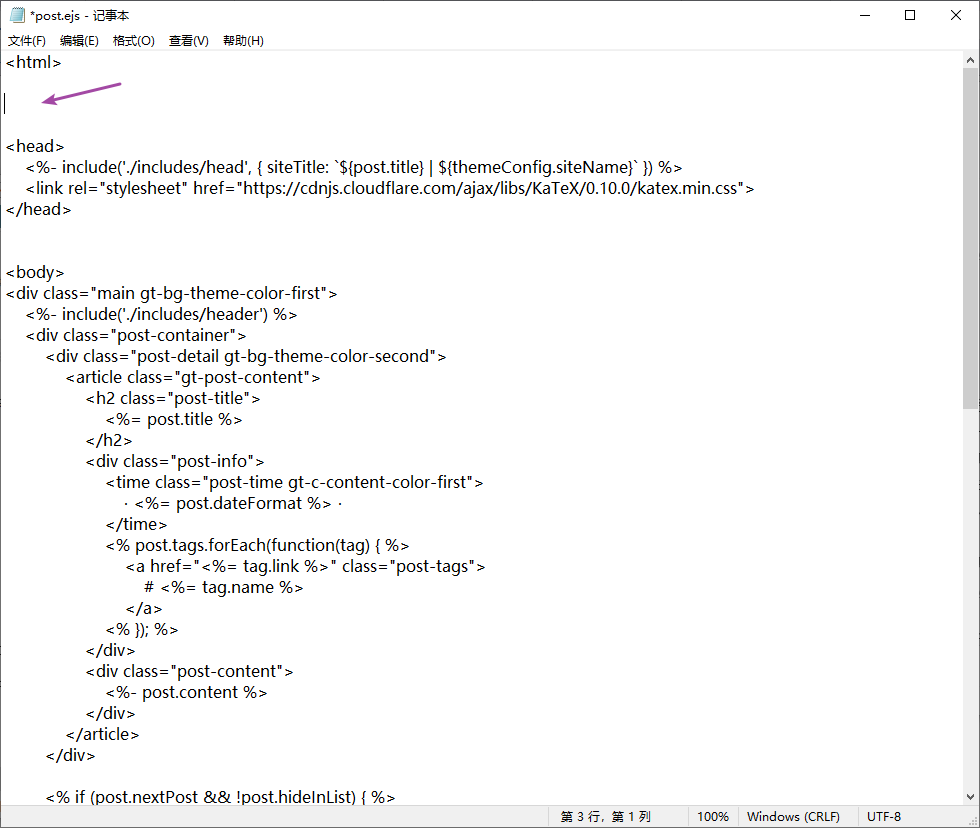 *post.ejs - 记事本
文件(F) 编辑(E) 格式(O) 查看(V) 帮助(H)
<html>
<head>
<%- include('./includes/head', { siteTitle: `${post.title} | ${themeConfig.siteName}` }) %>
<link rel="stylesheet" href="https://cdnjs.cloudflare.com/ajax/libs/KaTeX/0.10.0/katex.min.css">
</head>
<body>
<div class="main gt-bg-theme-color-first">
<%- include('./includes/header') %>
<div class="post-container">
<div class="post-detail gt-bg-theme-color-second">
<article class="gt-post-content">
<h2 class="post-title">
<%= post.title %>
</h2>
<div class="post-info">
<time class="post-time gt-c-content-color-first">
· <%= post.dateFormat %> ·
</time>
<% post.tags.forEach(function(tag) { %>
<a href="<%= tag.link %>" class="post-tags">
# <%= tag.name %>
</a>
<% }); %>
</div>
<div class="post-content">
<%- post.content %>
</div>
</article>
</div>
<% if (post.nextPost && !post.hideInList) { %>
第 3 行，第 1 列 100% Windows (CRLF) UTF-8